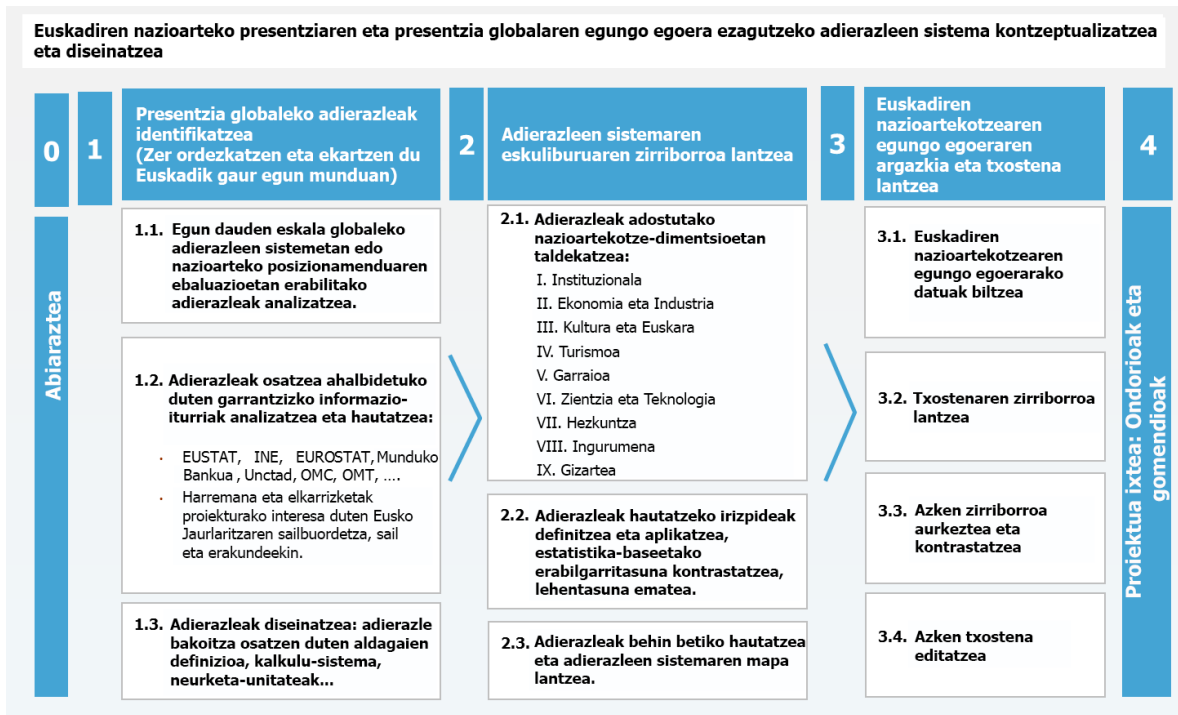 Euskadiren nazioarteko presentziaren eta presentzia globalaren egungo egoera ezagutzeko adierazleen sistema kontzeptualizatzea
eta diseinatzea
0
Abiaraztea
1
Presentzia globaleko adierazleak
identifikatzea
(Zer ordezkatzen eta ekartzen du
Euskadik gaur egun munduan)
1.1. Egun dauden eskala globaleko
adierazleen sistemetan edo
nazioarteko posizionamenduaren
ebaluazioetan erabilitako
adierazleak analizatzea.
1.2. Adierazleak osatzea ahalbidetuko
duten garrantzizko informazio-
iturriak analizatzea eta hautatzea:
· EUSTAT, INE, EUROSTAT, Munduko
Bankua , Unctad, OMC, OMT, ....
· Harremana eta elkarrizketak
proiekturako interesa duten Eusko
Jaurlaritzaren sailbuordetza, sail
eta erakundeekin.
1.3. Adierazleak diseinatzea: adierazle
bakoitza osatzen duten aldagaien
definizioa, kalkulu-sistema,
neurketa-unitateak...
2
Adierazleen sistemaren
eskuliburuaren zirriborroa lantzea
2.1. Adierazleak adostutako
nazioartekotze-dimentsioetan
taldekatzea:
I. Instituzionala
II. Ekonomia eta Industria
III. Kultura eta Euskara
IV. Turismoa
V. Garraioa
VI. Zientzia eta Teknologia
VII. Hezkuntza
VIII. Ingurumena
IX. Gizartea
2.2. Adierazleak hautatzeko irizpideak
definitzea eta aplikatzea,
estatistika-baseetako
erabilgarritasuna kontrastatzea,
lehentasuna ematea.
2.3. Adierazleak behin betiko hautatzea
eta adierazleen sistemaren mapa
lantzea.
3
Euskadiren
nazioartekotzearen
egungo egoeraren
argazkia eta txostena
lantzea
3.1. Euskadiren
nazioartekotzearen
egungo egoerarako
datuak biltzea
3.2. Txostenaren zirriborroa
lantzea
3.3. Azken zirriborroa
aurkeztea eta
kontrastatzea
3.4. Azken txostena
editatzea
4
Proiektua ixtea: Ondorioak eta
gomendioak